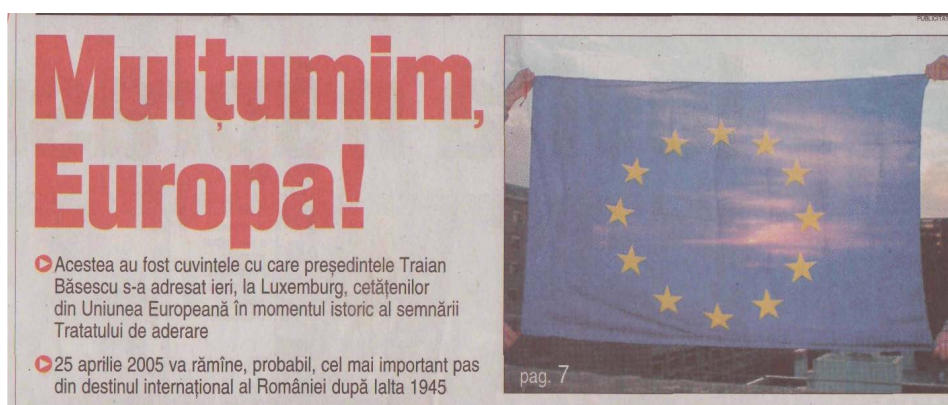 PUBLICITAT
Mulțumim,
Europa!
Acestea au fost cuvintele cu care președintele Traian
Băsescu s-a adresat ieri, la Luxemburg, cetățenilor
din Uniunea Europeană în momentul istoric al semnării
Tratatului de aderare
25 aprilie 2005 va rămîne, probabil, cel mai important pas
din destinul internațional al României după Ialta 1945
pag. 7